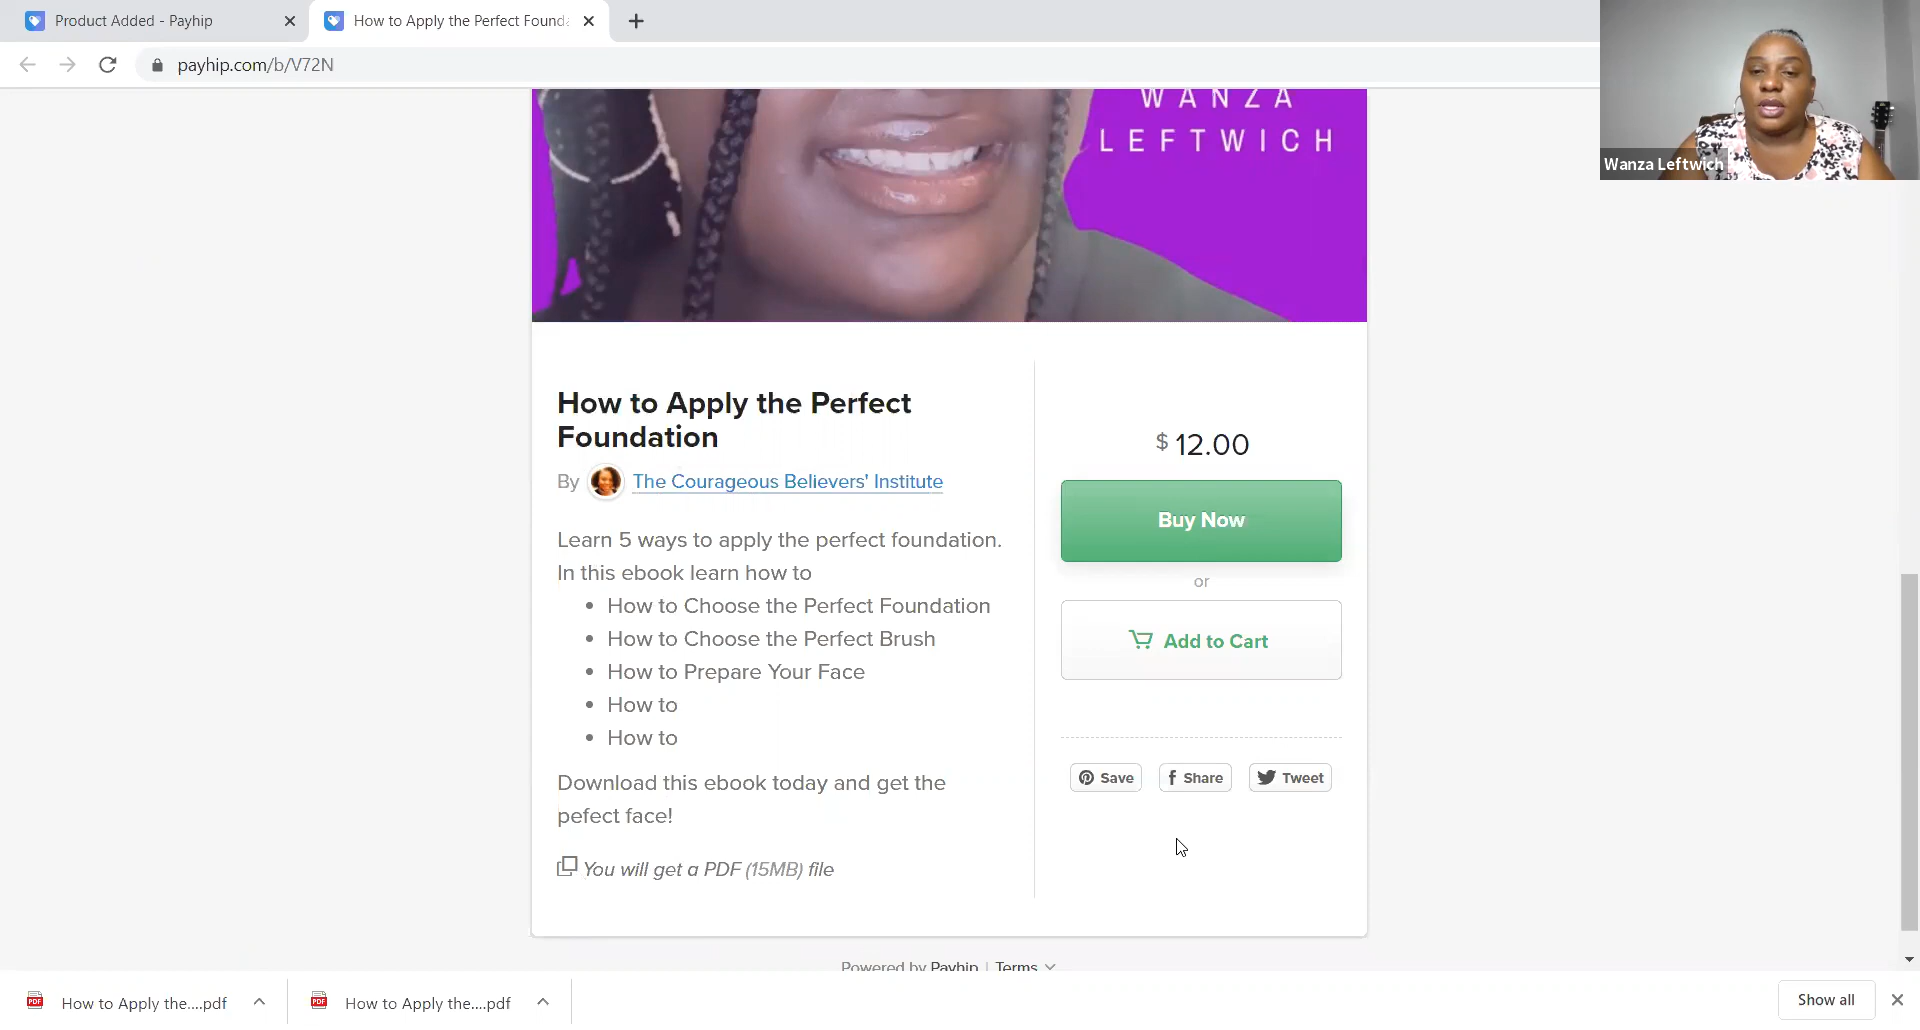 Product Added - Payhip
How to Apply the Perfect Found
payhip.com/b/V72N
WANZA
LEFTWICH
Wanza Leftwich
How to Apply the Perfect
Foundation
$ 12.00
By The Courageous Believers' Institute
Buy Now
Learn 5 ways to apply the perfect foundation.
In this ebook learn how to
or
• How to Choose the Perfect Foundation
• How to Choose the Perfect Brush
Add to Cart
• How to Prepare Your Face
• How to
• How to
Save Share Tweet
Download this ebook today and get the
pefect face!
You will get a PDF (15MB) file
Powered by Payhip | Terms
PDF How to Apply the....pdf
PDF How to Apply the....pdf
Show all